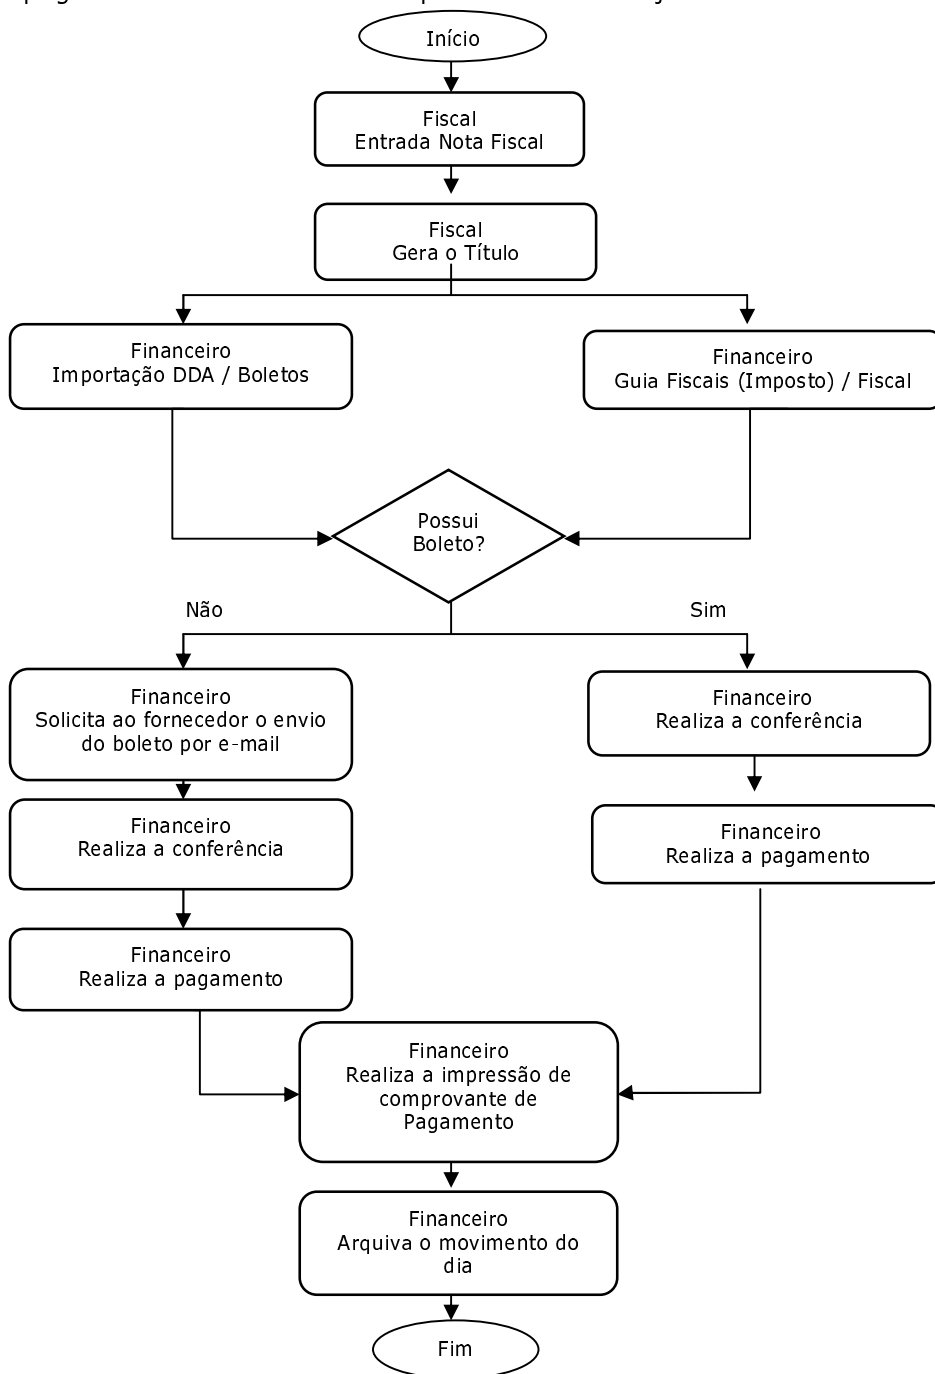 Início
Fiscal
Entrada Nota Fiscal
Fiscal
Gera o Título
Financeiro
Importação DDA / Boletos
Financeiro
Guia Fiscais (Imposto) / Fiscal
Possui
Boleto?
Não
Sim
Financeiro
Solicita ao fornecedor o envio
do boleto por e-mail
Financeiro
Realiza a conferência
Financeiro
Realiza a conferência
Financeiro
Realiza a pagamento
Financeiro
Realiza a pagamento
Financeiro
Realiza a impressão de
comprovante de
Pagamento
Financeiro
Arquiva o movimento do
dia
Fim